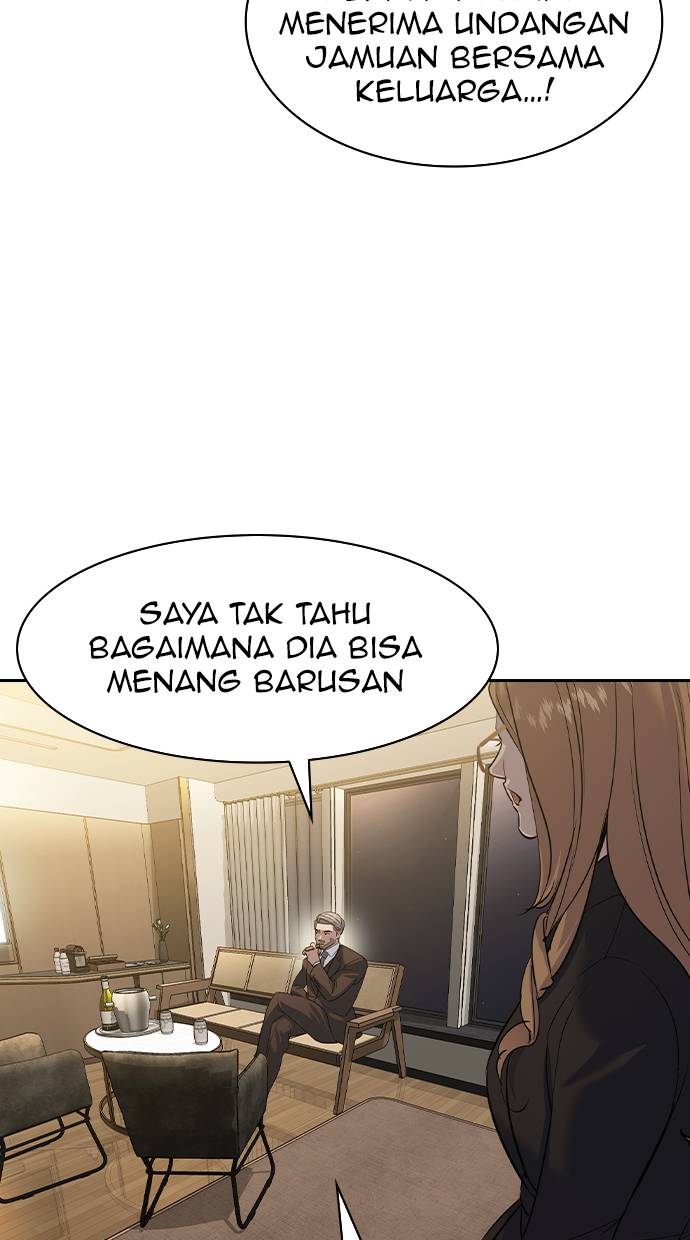 MENERIMA UNDANGAN
JAMUAN BERSAMA
KELUARGA...!
SAYA TAK TAHU
BAGAIMANA DIA BISA
MENANG BARUSAN